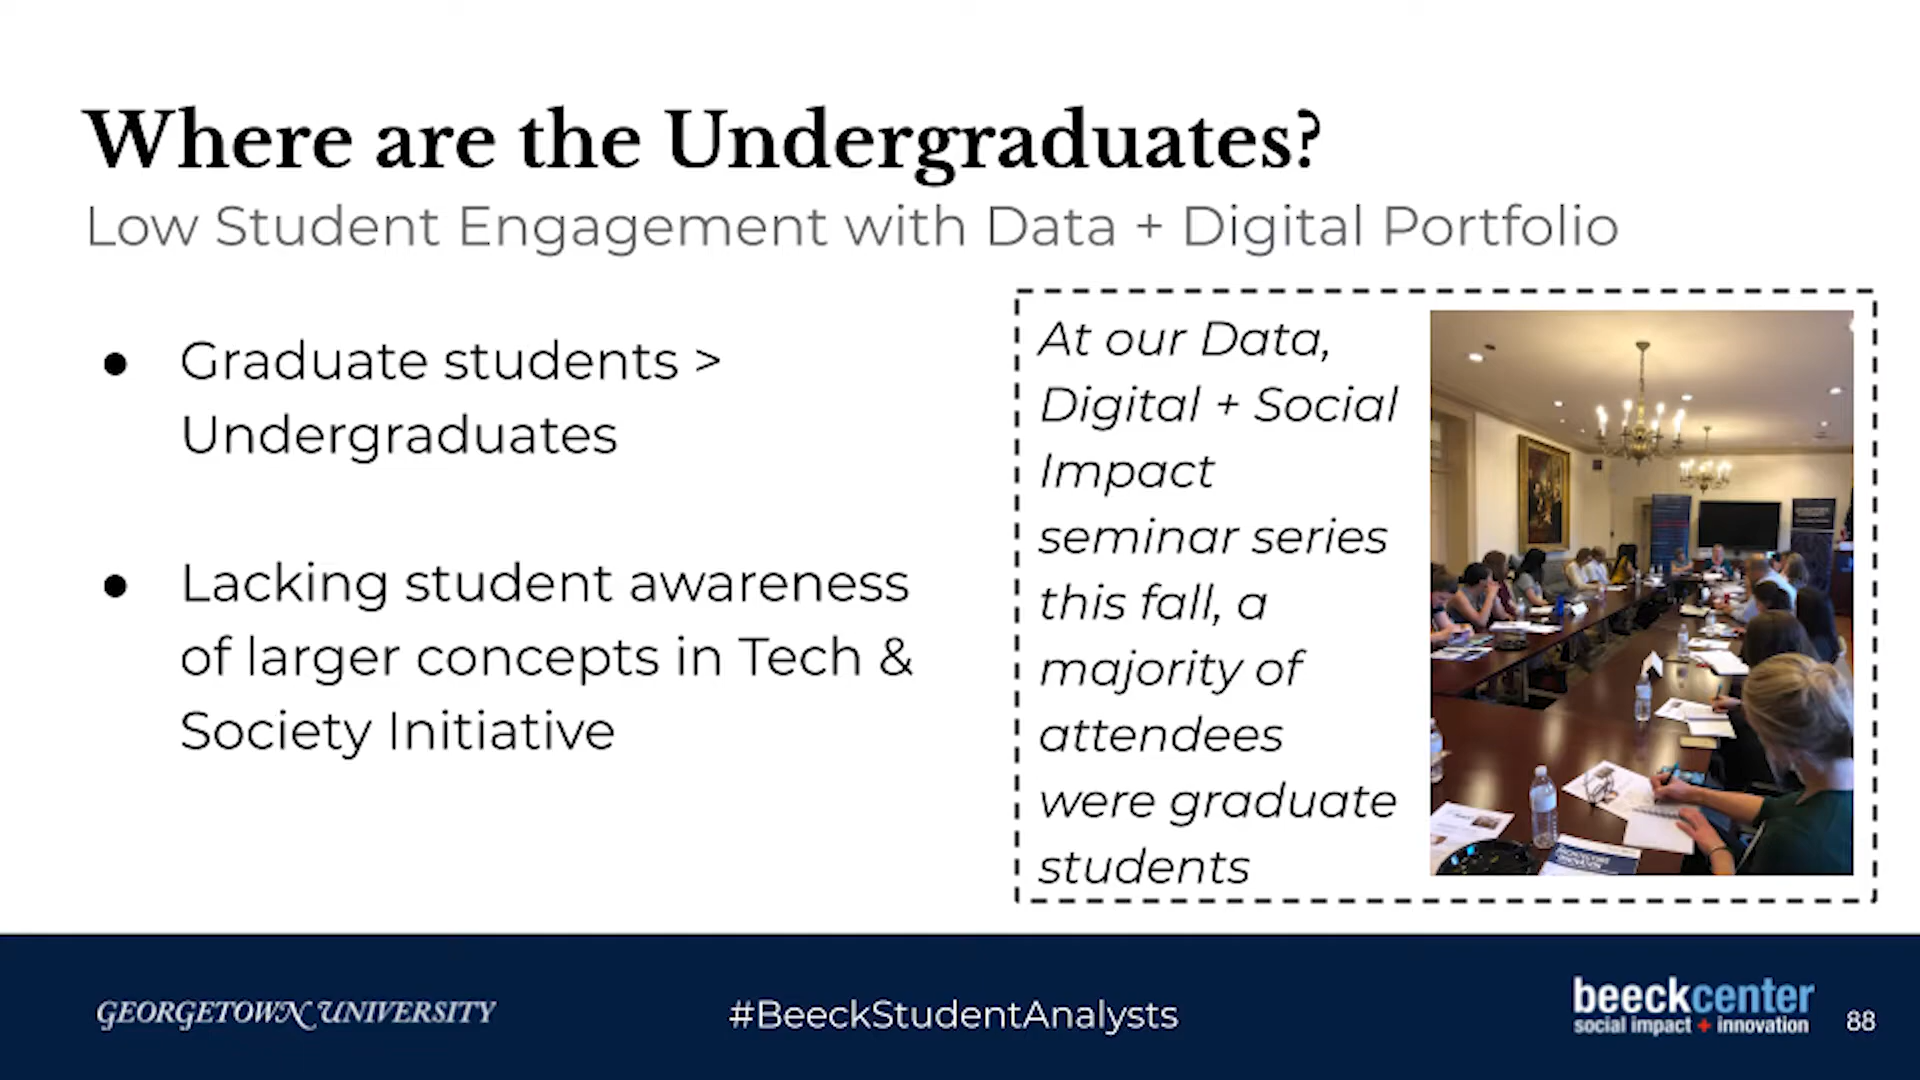 Where are the Undergraduates?
Low Student Engagement with Data + Digital Portfolio
● Graduate students >
Undergraduates
● Lacking student awareness
of larger concepts in Tech &
Society Initiative
At our Data,
Digital + Social
Impact
seminar series
this fall, a
majority of
attendees
were graduate
students
GEORGETOWN UNIVERSITY
#BeeckStudentAnalysts
beeckcenter
social impact + innovation
88